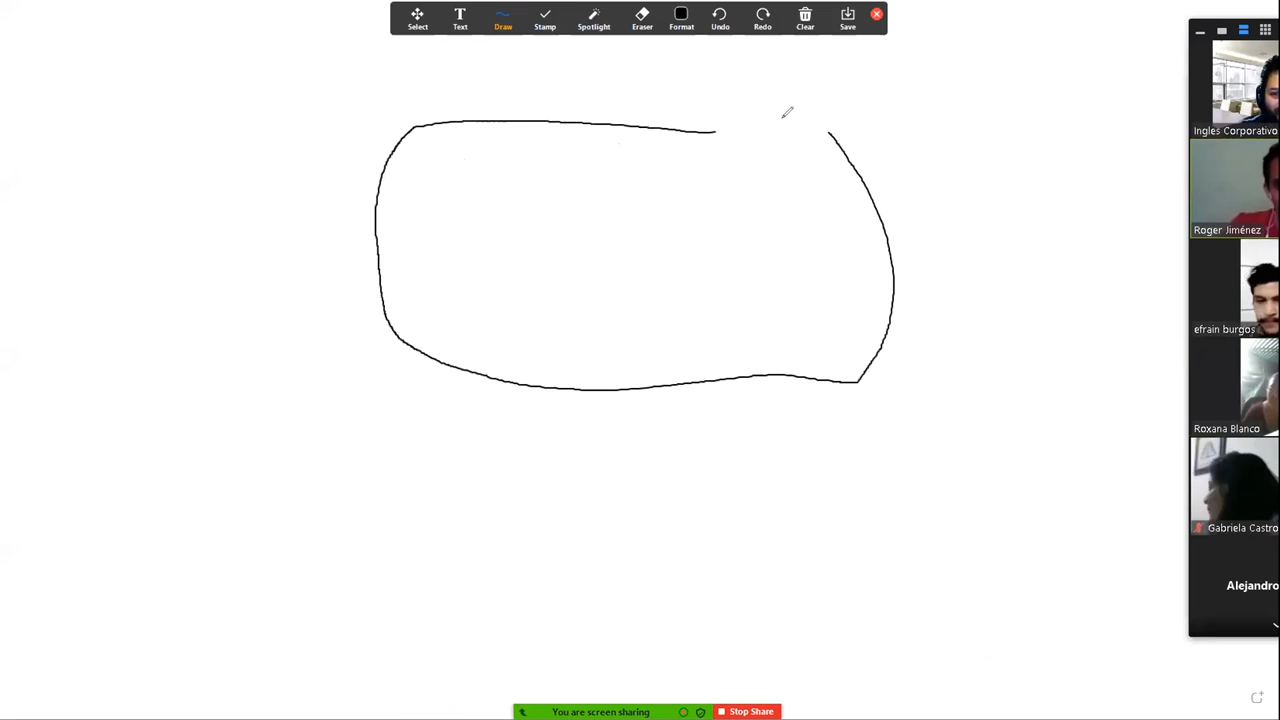 Select Text Draw Stamp Spotlight Eraser Format Undo Redo Clear Save
Ingles Corporativo
Roger Jiménez
efrain burgos
Roxana Blanco
Gabriela Castro
Alejandro
You are screen sharing Stop Share